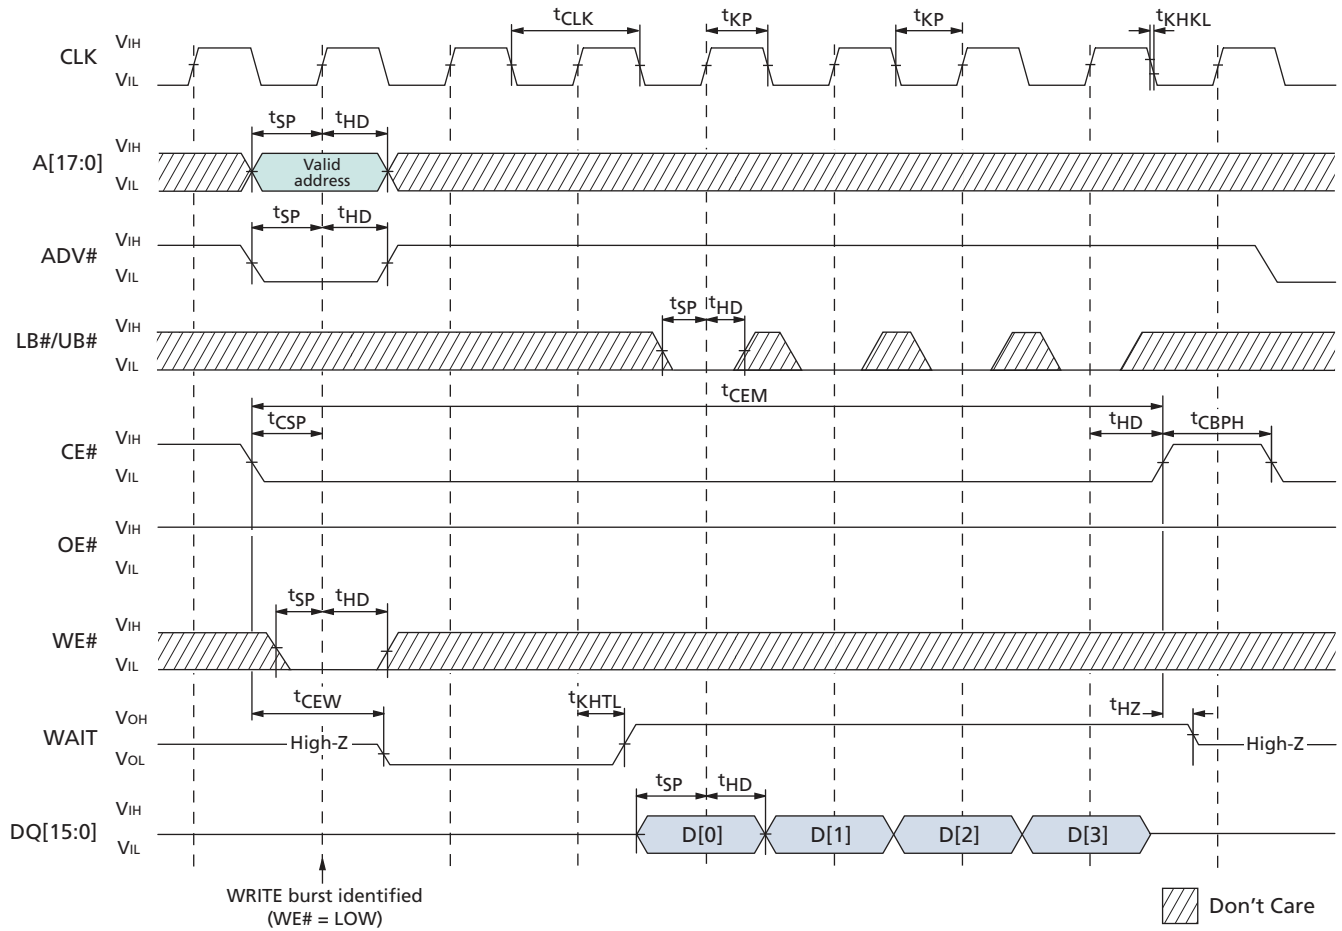 tCLK
tKP
tKP
tKHKL
CLK
VIH
VIL
tSP
tHD
A[17:0]
VIH
VIL
Valid
address
tSP
tHD
ADV#
VIH
VIL
tSP
tHD
LB#/UB#
VIH
VIL
tCEM
tCSP
tHD
tCBPH
CE#
VIH
VIL
OE#
VIH
VIL
tSP
tHD
WE#
VIH
VIL
tCEW
tKHTL
tHZ
WAIT
VOH
VOL
High-Z
High-Z
tSP
tHD
DQ[15:0]
VIH
VIL
D[0]
D[1]
D[2]
D[3]
WRITE burst identified
(WE# = LOW)
Don't Care